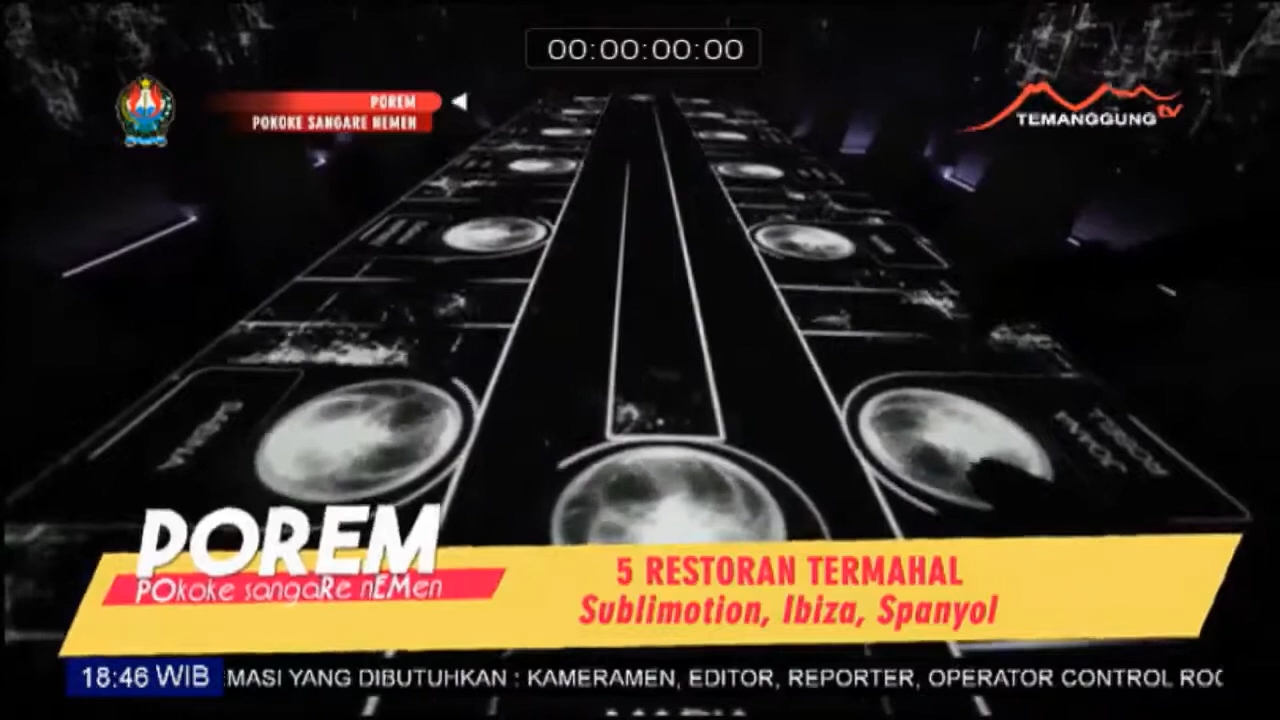 00:00:00:00
POREM
POKOKE SANGARE NEMEN
TEMANGGUNG tv
POREM
POkoke sangaRe nEMen
5 RESTORAN TERMAHAL
Sublimotion, Ibiza, Spanyol
18:46 WIB
MASI YANG DIBUTUHKAN : KAMERAMEN, EDITOR, REPORTER, OPERATOR CONTROL